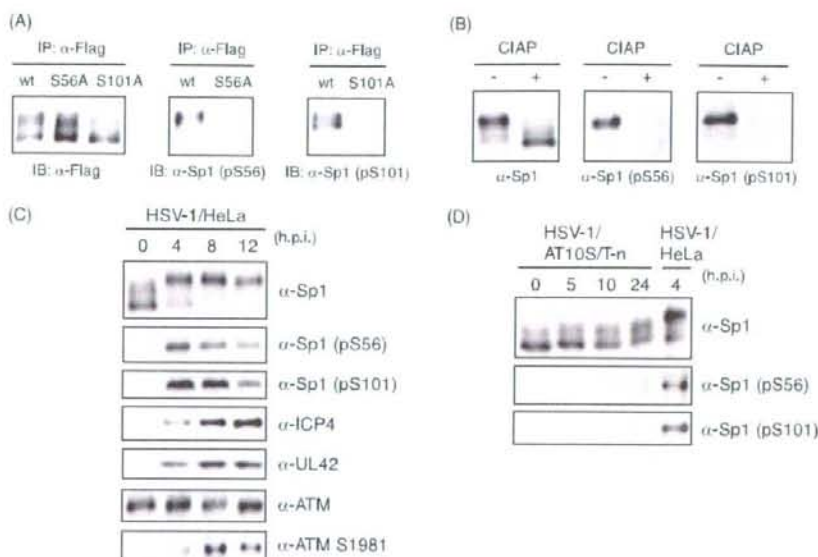 (A)
IP: α-Flag
wt S56A S101A
IB: α-Flag
IP: α-Flag
wt S56A
IB: α-Sp1 (pS56)
IP: α-Flag
wt S101A
IB: α-Sp1 (pS101)
(B)
CIAP
- +
α-Sp1
CIAP
- +
α-Sp1 (pS56)
CIAP
- +
α-Sp1 (pS101)
(C)
HSV-1/HeLa
0 4 8 12 (h.p.i.)
α-Sp1
α-Sp1 (pS56)
α-Sp1 (pS101)
α-ICP4
α-UL42
α-ATM
α-ATM S1981
(D)
HSV-1/
AT10S/T-n
HSV-1/
HeLa
0 5 10 24 4 (h.p.i.)
α-Sp1
α-Sp1 (pS56)
α-Sp1 (pS101)